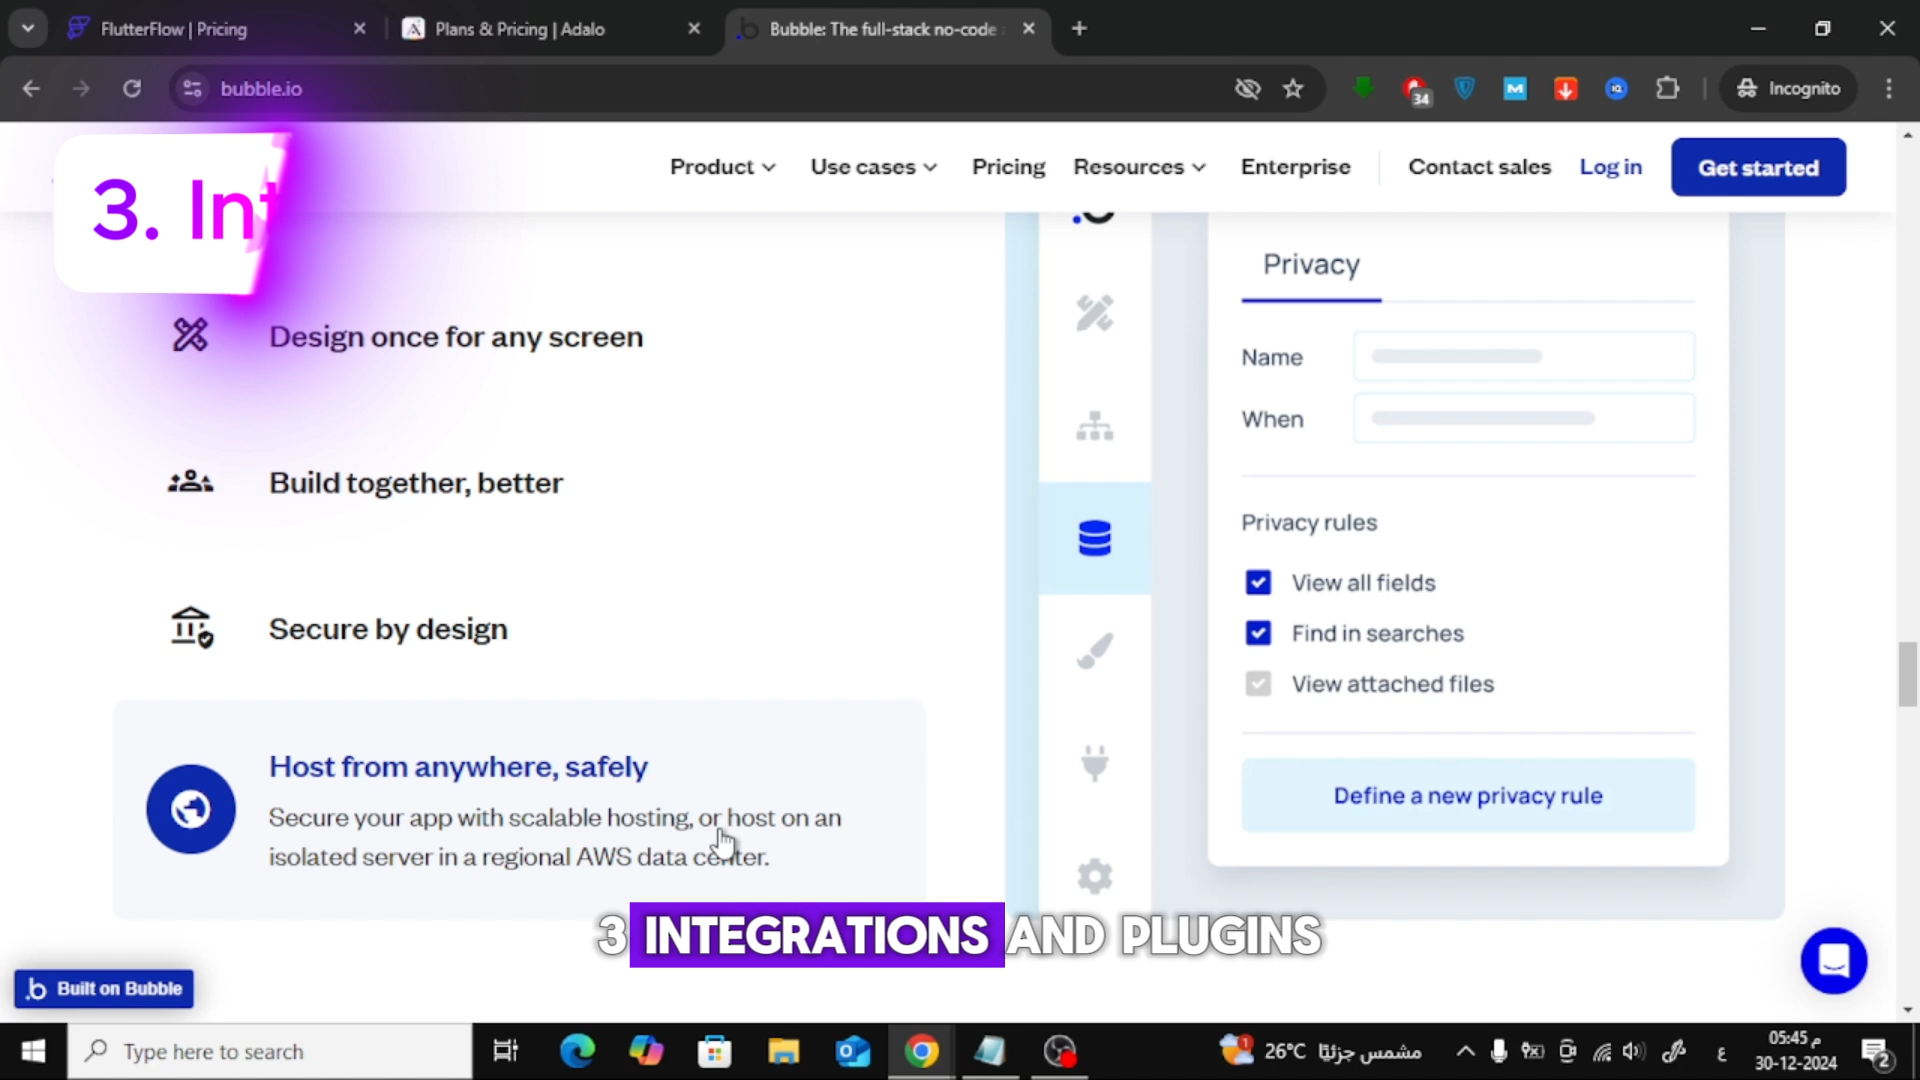 FlutterFlow | Pricing
Plans & Pricing | Adalo
Bubble: The full-stack no-code
bubble.io
34
Incognito
3. Int
Product
Use cases
Pricing
Resources
Enterprise
Contact sales
Log in
Get started
Design once for any screen
Build together, better
Secure by design
Host from anywhere, safely
Secure your app with scalable hosting, or host on an
isolated server in a regional AWS data center.
Privacy
Name
When
Privacy rules
View all fields
Find in searches
View attached files
Define a new privacy rule
3 INTEGRATIONS AND PLUGINS
Built on Bubble
Type here to search
1
26°C مشمس جزئيًا
ع
05:45 م
30-12-2024
2